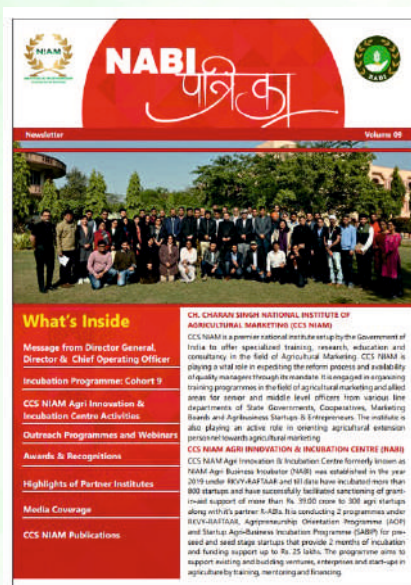 NIAM
NABI
NABI
पत्रिका
Newsletter
Volume 09
What's Inside
Message from Director General,
Director & Chief Operating Officer
Incubation Programme: Cohort 9
CCS NIAM Agri Innovation &
Incubation Centre Activities
Outreach Programmes and Webinars
Awards & Recognitions
Highlights of Partner Institutes
Media Coverage
CCS NIAM Publications
CH. CHARAN SINGH NATIONAL INSTITUTE OF
AGRICULTURAL MARKETING (CCS NIAM)
CCS NIAM is a premier national institute setup by the Government of
India to offer specialized training, research, education and
consultancy in the field of Agricultural Marketing. CCS NIAM is
playing a vital role in expediting the reform process and availability
of quality managers through its mandate. It is engaged in organizing
training programmes in the field of agricultural marketing and allied
areas for senior and middle level officers from various line
departments of State Governments, Cooperatives, Marketing
Boards and Agribusiness Startups & Entrepreneurs. The institute is
also playing an active role in orienting agricultural extension
personnel towards agricultural marketing
CCS NIAM AGRI INNOVATION & INCUBATION CENTRE (NABI)
CCS NIAM Agri Innovation & Incubation Centre formerly known as
NIAM Agri Business Incubator (NABI) was established in the year
2019 under RKVY-RAFTAAR and till date have incubated more than
800 startups and have successfully facilitated sanctioning of grant-
in-aid support of more than Rs. 39.00 crore to 300 agri startups
along with it's partner R-ABIs. It is conducting 2 programmes under
RKVY-RAFTAAR, Agripreneurship Orientation Programme (AOP)
and Startup Agri-Business Incubation Programme (SABIP) for pre-
seed and seed stage startups that provide 2 months of incubation
and funding support up to Rs. 25 lakhs. The programme aims to
support existing and budding ventures, enterprises and start-ups in
agriculture by training, mentoring and financing.